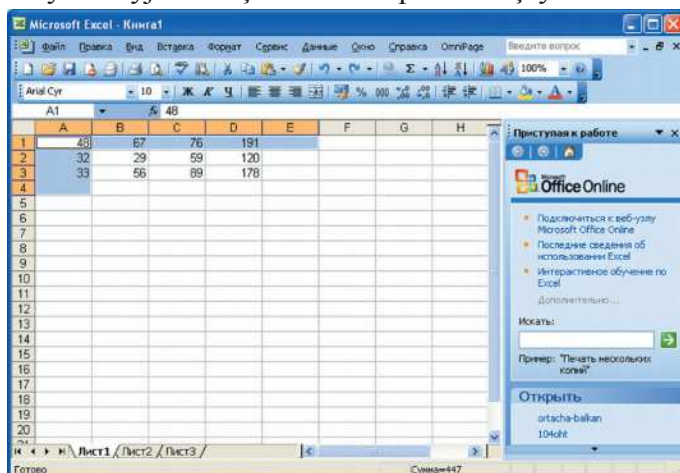 Microsoft Excel - Книга1
Файл Правка Вид Вставка Формат Сервис Данные Окно Справка OmniPage Введите вопрос
100%
Arial Cyr 10 Ж К Ч % 000
A1 fx 48
A B C D E F G H
1 48 67 76 191
2 32 29 59 120
3 33 56 89 178
4
5
6
7
8
9
10
11
12
13
14
15
16
17
18
19
20
Приступая к работе
Microsoft
Office Online
Подключиться к веб-узлу
Microsoft Office Online
Последние сведения об
использовании Excel
Интерактивное обучение по
Excel
Дополнительно...
Искать:
Пример: "Печать нескольких
копий"
Открыть
ortacha-balkan
104oht
Лист1 Лист2 Лист3
Готово Сумма=447